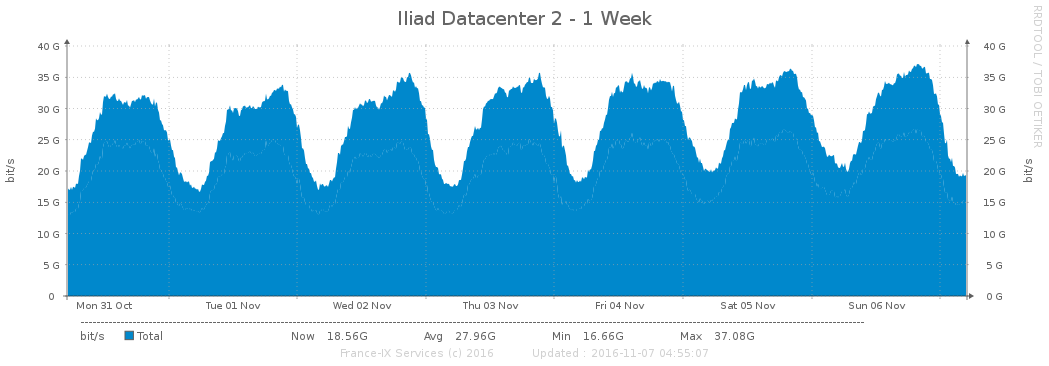 Iliad Datacenter 2 - 1 Week
RRDTOOL / TOBI OETIKER
bit/s
40 G 40 G
35 G 35 G
30 G 30 G
25 G 25 G
20 G 20 G
15 G 15 G
10 G 10 G
5 G 5 G
0 0 G
bit/s
Mon 31 Oct Tue 01 Nov Wed 02 Nov Thu 03 Nov Fri 04 Nov Sat 05 Nov Sun 06 Nov
bit/s Total Now 18.56G Avg 27.96G Min 16.66G Max 37.08G
France-IX Services (c) 2016 Updated : 2016-11-07 04:55:07